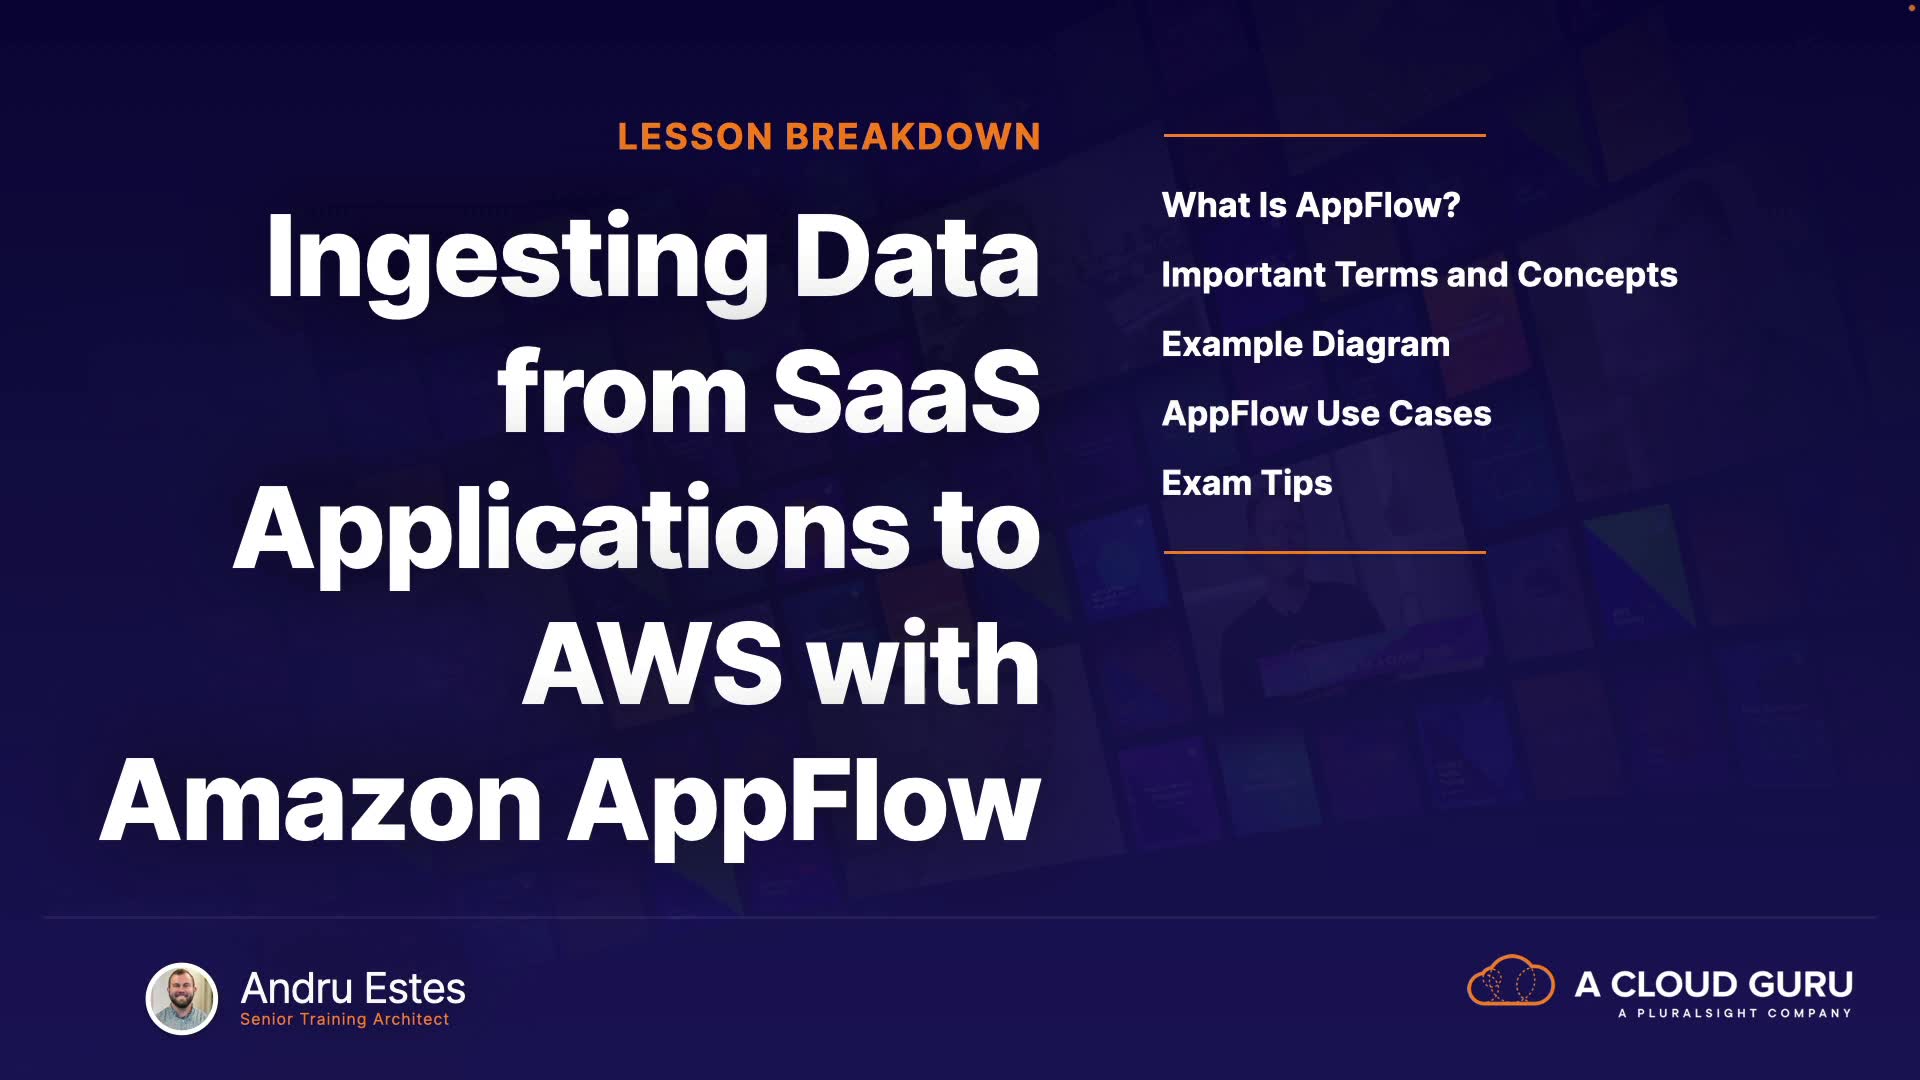 LESSON BREAKDOWN
Ingesting Data
from SaaS
Applications to
AWS with
Amazon AppFlow
What Is AppFlow?
Important Terms and Concepts
Example Diagram
AppFlow Use Cases
Exam Tips
Andru Estes
Senior Training Architect
A CLOUD GURU
A PLURALSIGHT COMPANY